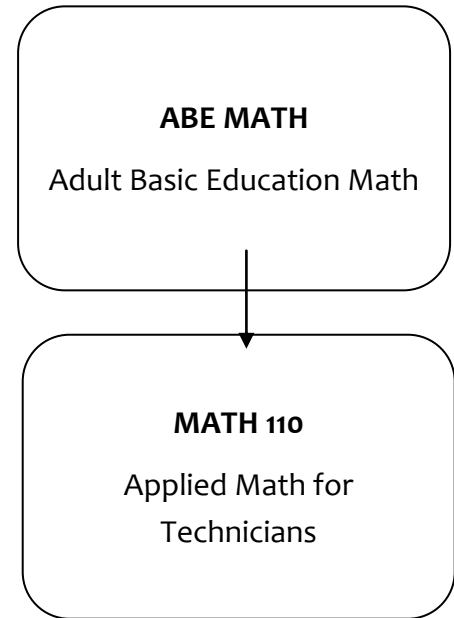 ABE MATH
Adult Basic Education Math
MATH 110
Applied Math for
Technicians